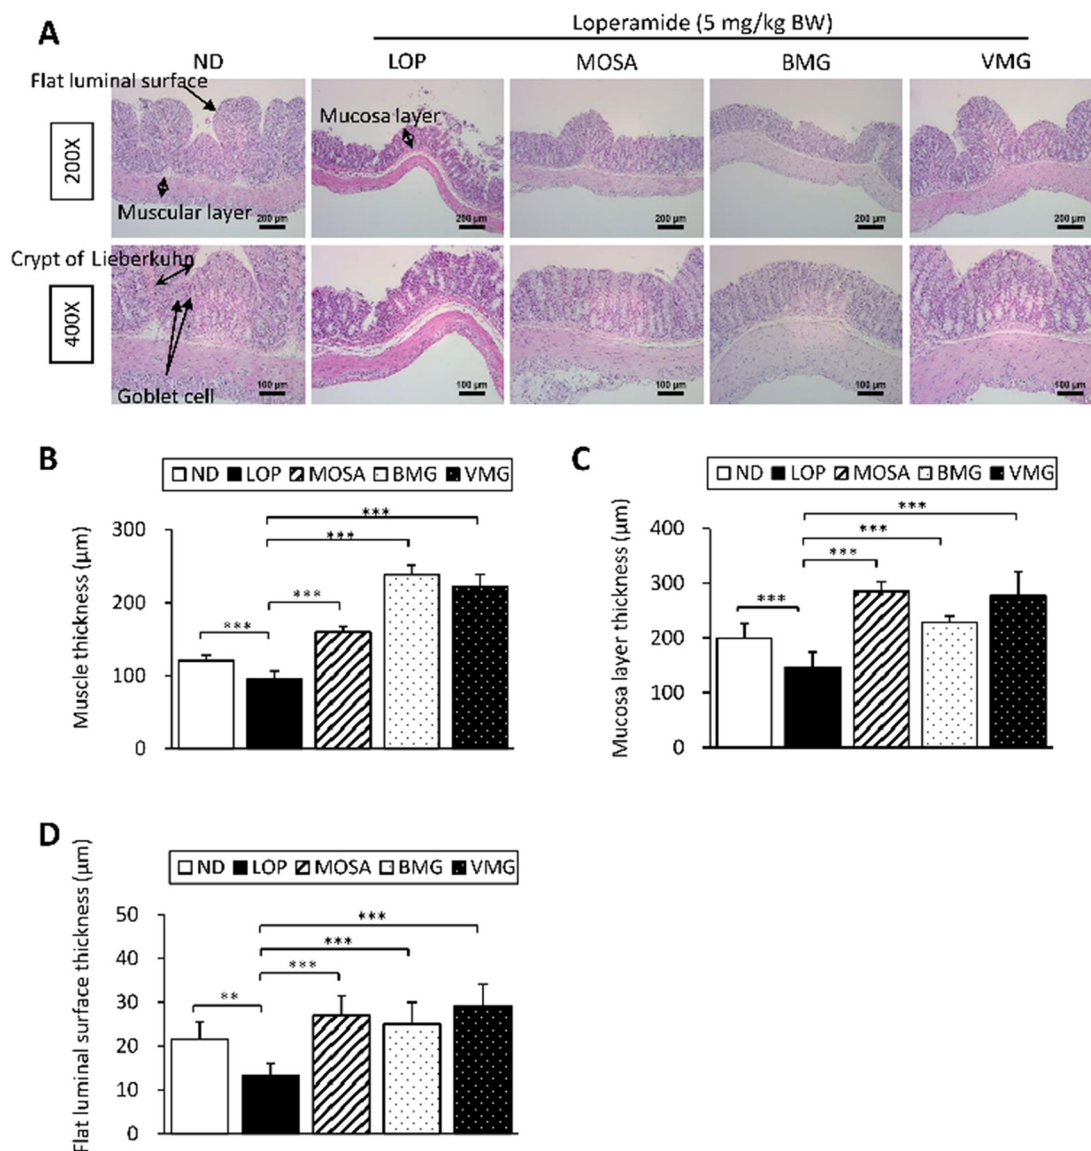 A
Loperamide (5 mg/kg BW)
ND LOP MOSA BMG VMG
Flat luminal surface
Mucosa layer
200X
Muscular layer
200 µm 200 µm 200 µm 200 µm 200 µm
Crypt of Lieberkuhn
400X
Goblet cell
100 µm 100 µm 100 µm 100 µm 100 µm
B
ND LOP MOSA BMG VMG
Muscle thickness (µm)
300
200
100
0
***
***
***
***
C
ND LOP MOSA BMG VMG
Mucosa layer thickness (µm)
400
300
200
100
0
***
***
***
***
D
ND LOP MOSA BMG VMG
Flat luminal surface thickness (µm)
50
40
30
20
10
0
***
***
***
**